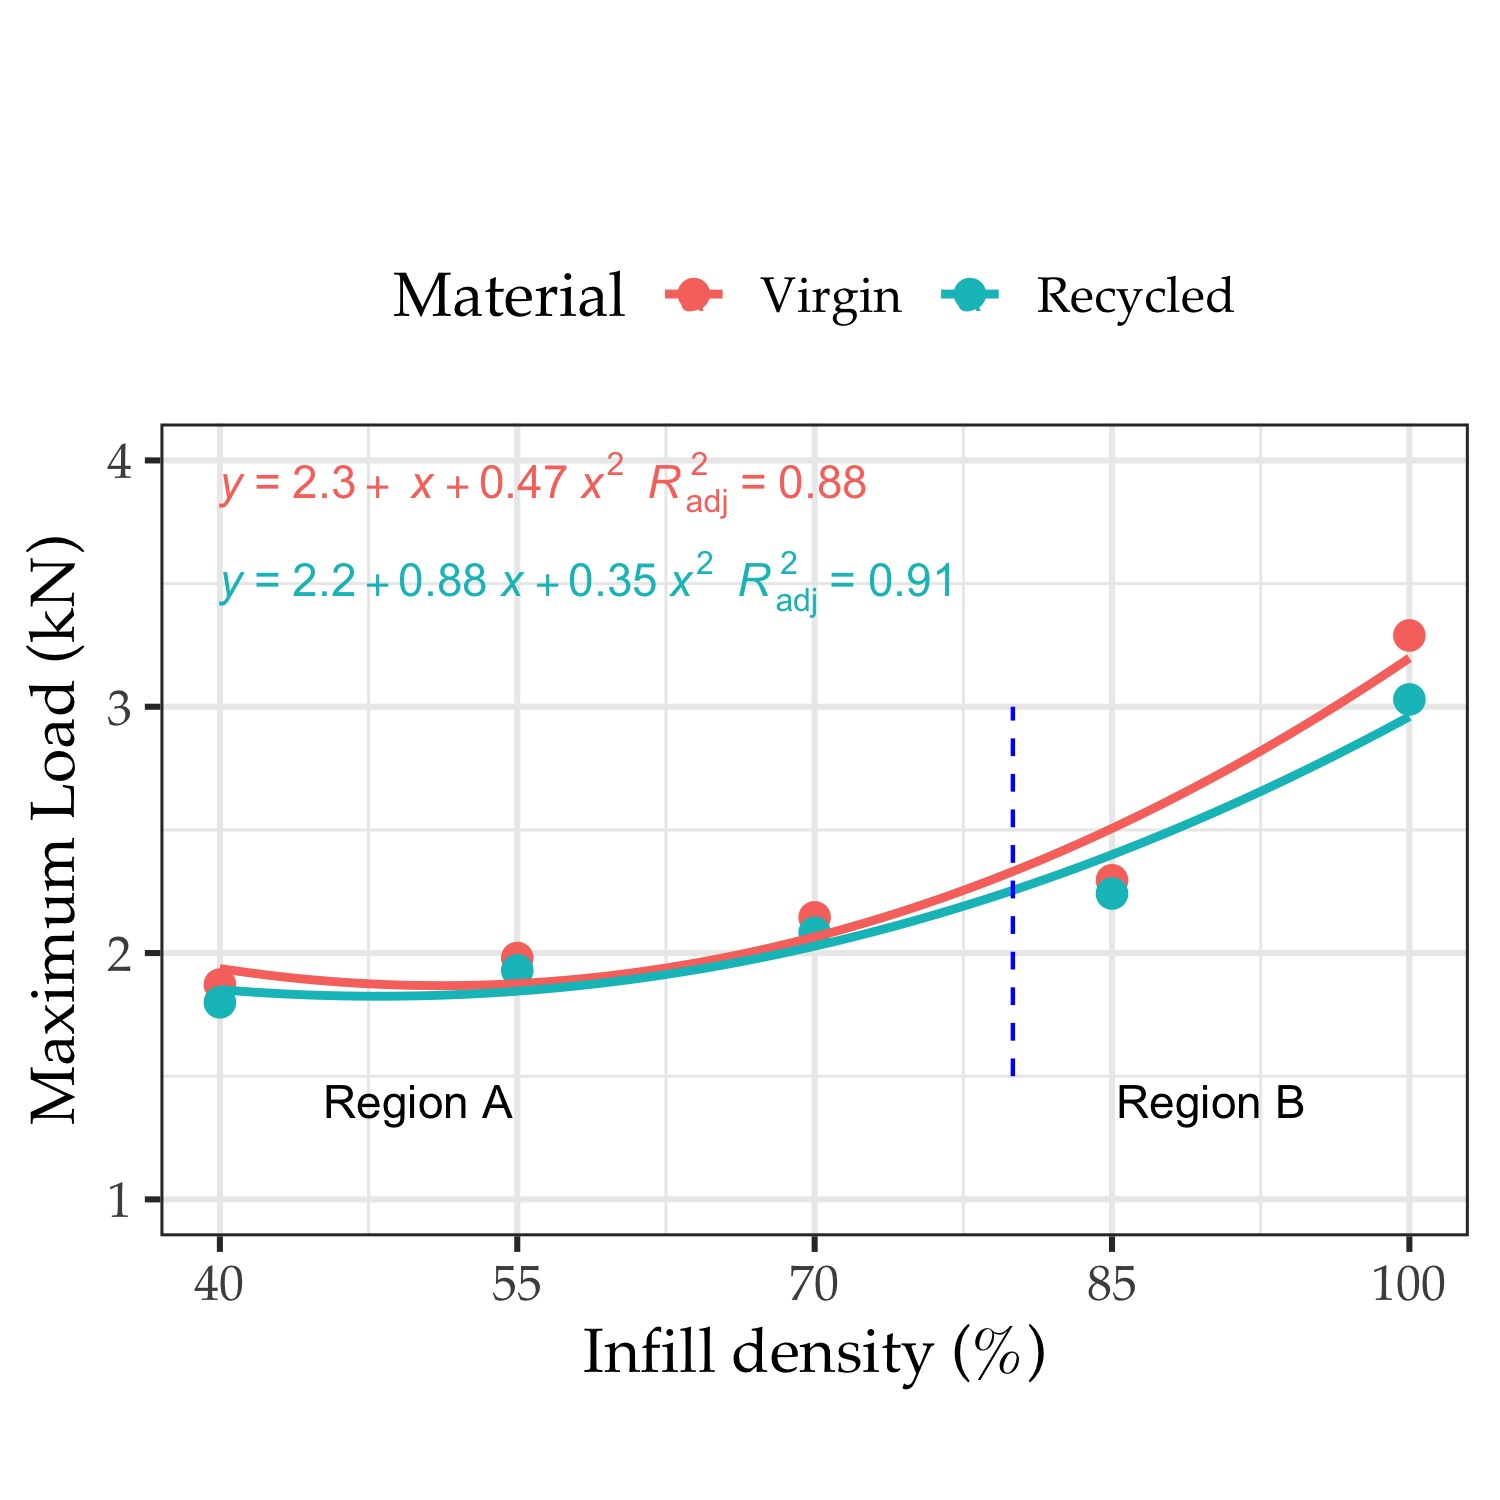 Material Virgin Recycled
y = 2.3 + x + 0.47 x² R²adj = 0.88
y = 2.2 + 0.88 x + 0.35 x² R²adj = 0.91
4
3
2
1
Maximum Load (kN)
Region A
Region B
40 55 70 85 100
Infill density (%)